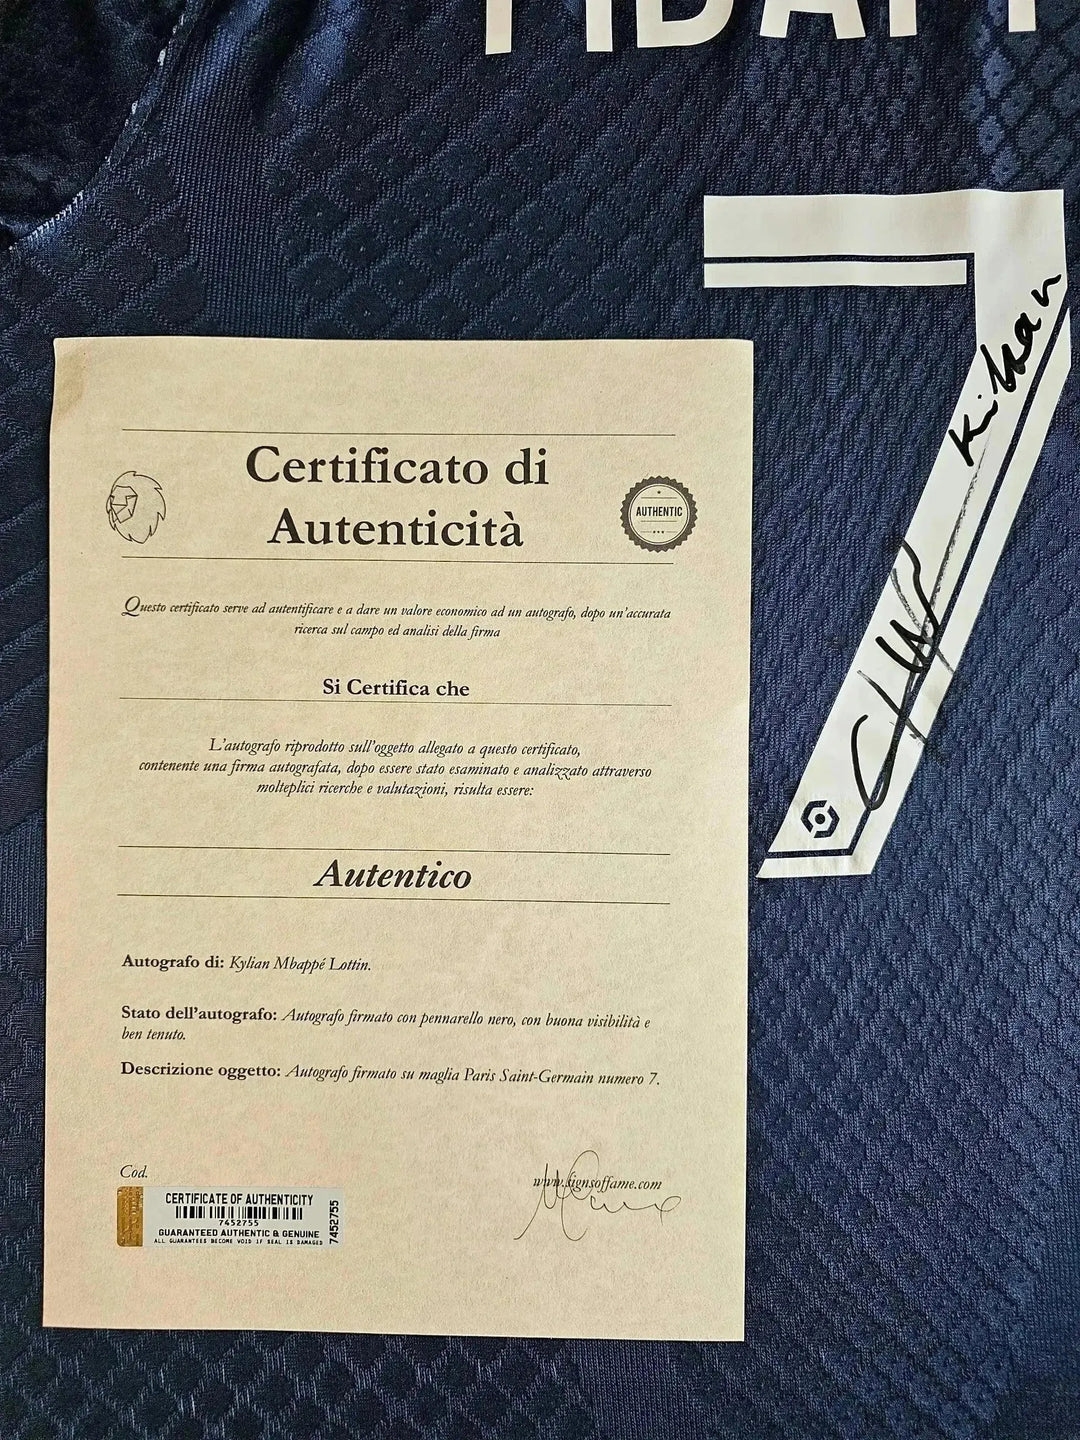 MBAPP
7
Kilian
Certificato di
Autenticità
AUTHENTIC
Questo certificato serve ad autentificare e a dare un valore economico ad un autografo, dopo un'accurata
ricerca sul campo ed analisi della firma
Si Certifica che
L'autografo riprodotto sull'oggetto allegato a questo certificato,
contenente una firma autografata, dopo essere stato esaminato e analizzato attraverso
molteplici ricerche e valutazioni, risulta essere:
Autentico
Autografo di: Kylian Mbappé Lottin.
Stato dell'autografo: Autografo firmato con pennarello nero, con buona visibilità e
ben tenuto.
Descrizione oggetto: Autografo firmato su maglia Paris Saint-Germain numero 7.
Cod.
www.signsoffame.com
CERTIFICATE OF AUTHENTICITY
7452755
GUARANTEED AUTHENTIC & GENUINE
ALL GUARANTEES BECOME VOID IF SEAL IS DAMAGED
7452755